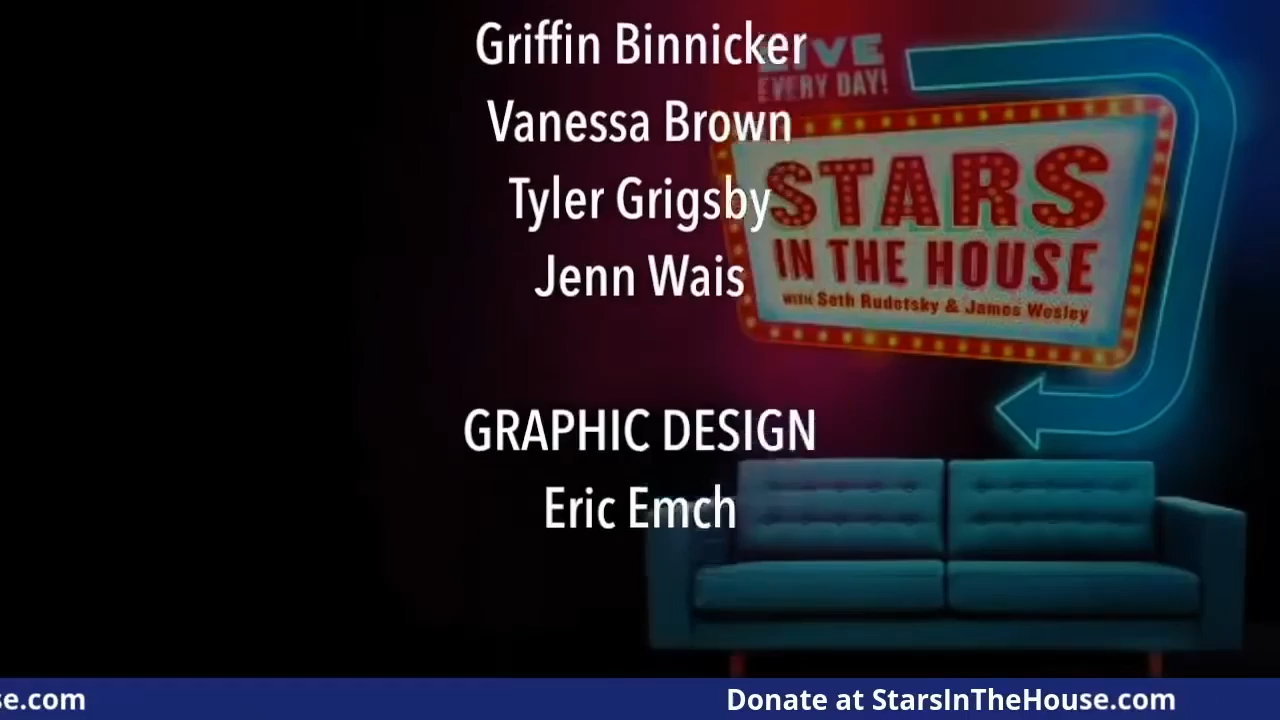 Griffin Binnicker
LIVE
EVERY DAY!
Vanessa Brown
Tyler Grigsby
Jenn Wais
STARS
IN THE HOUSE
WITH Seth Rudetsky & James Wesley
GRAPHIC DESIGN
Eric Emch
se.com
Donate at StarsInTheHouse.com